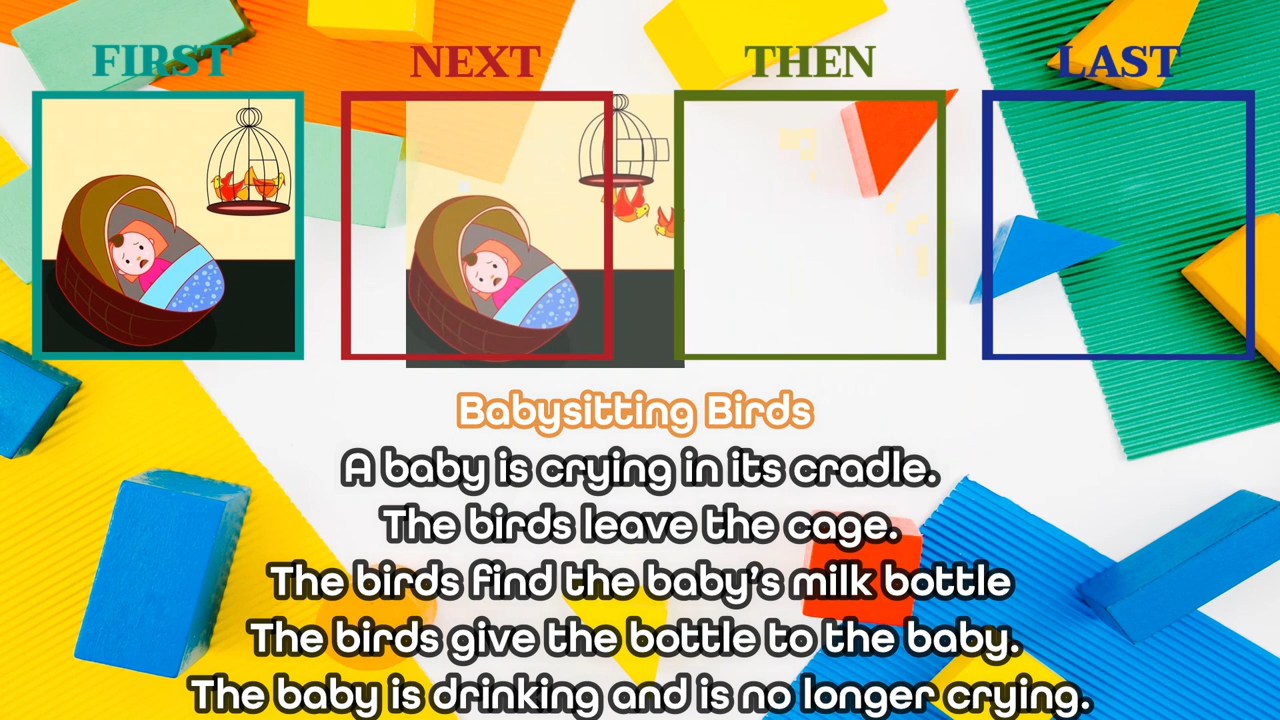 FIRST NEXT THEN LAST
Babysitting Birds
A baby is crying in its cradle.
The birds leave the cage.
The birds find the baby's milk bottle
The birds give the bottle to the baby.
The baby is drinking and is no longer crying.